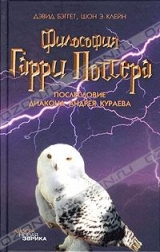 ДЭВИД БЭГГЕТ, ШОН Э. КЛЕЙН
Философия
Гарри Поттера
ПОСЛЕСЛОВИЕ
ДИАКОНА АНДРЕЯ КУРАЕВА
ЭВРИКА